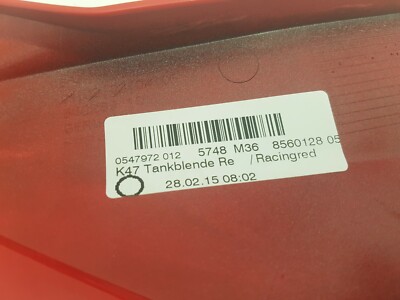 0547972 012 5748 M36 8560128 05
K47 Tankblende Re /Racingred
28.02.15 08:02